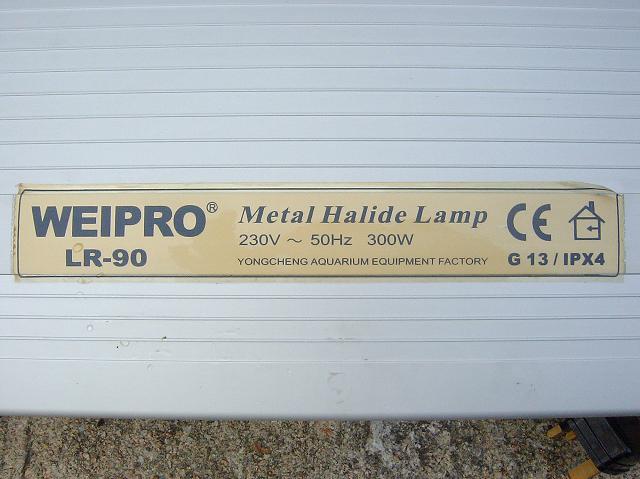 WEIPRO®
LR-90
Metal Halide Lamp
230V ~ 50Hz 300W
YONGCHENG AQUARIUM EQUIPMENT FACTORY
CE
G 13 / IPX4